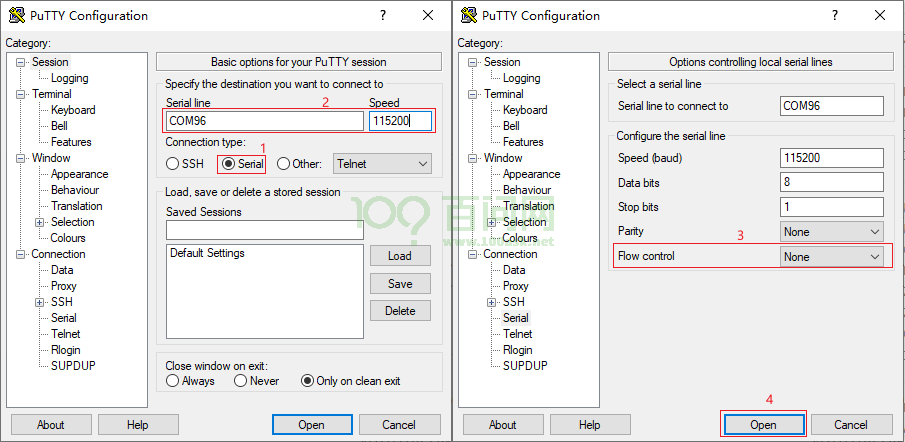 PuTTY Configuration
?
Category:
Session
Logging
Terminal
Keyboard
Bell
Features
Window
Appearance
Behaviour
Translation
Selection
Colours
Connection
Data
Proxy
SSH
Serial
Telnet
Rlogin
SUPDUP
Basic options for your PuTTY session
Specify the destination you want to connect to
Serial line 2 Speed
COM96 115200
Connection type: 1
SSH Serial Other: Telnet
Load, save or delete a stored session
Saved Sessions
Default Settings
Load
Save
Delete
Close window on exit:
Always Never Only on clean exit
About Help Open Cancel
PuTTY Configuration
?
Category:
Session
Logging
Terminal
Keyboard
Bell
Features
Window
Appearance
Behaviour
Translation
Selection
Colours
Connection
Data
Proxy
SSH
Serial
Telnet
Rlogin
SUPDUP
Options controlling local serial lines
Select a serial line
Serial line to connect to COM96
Configure the serial line
Speed (baud) 115200
Data bits 8
Stop bits 1
Parity None
3
Flow control None
4
About Help Open Cancel
百问网